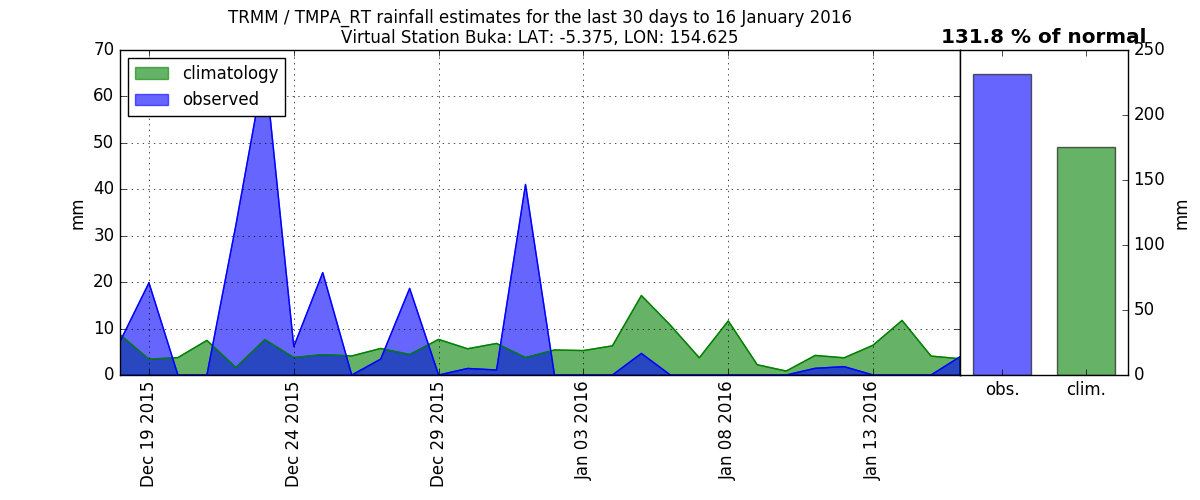 TRMM / TMPA_RT rainfall estimates for the last 30 days to 16 January 2016
Virtual Station Buka: LAT: -5.375, LON: 154.625
131.8 % of normal
climatology
observed
70
60
50
40
30
20
10
0
mm
Dec 19 2015
Dec 24 2015
Dec 29 2015
Jan 03 2016
Jan 08 2016
Jan 13 2016
obs.
clim.
250
200
150
100
50
0
mm